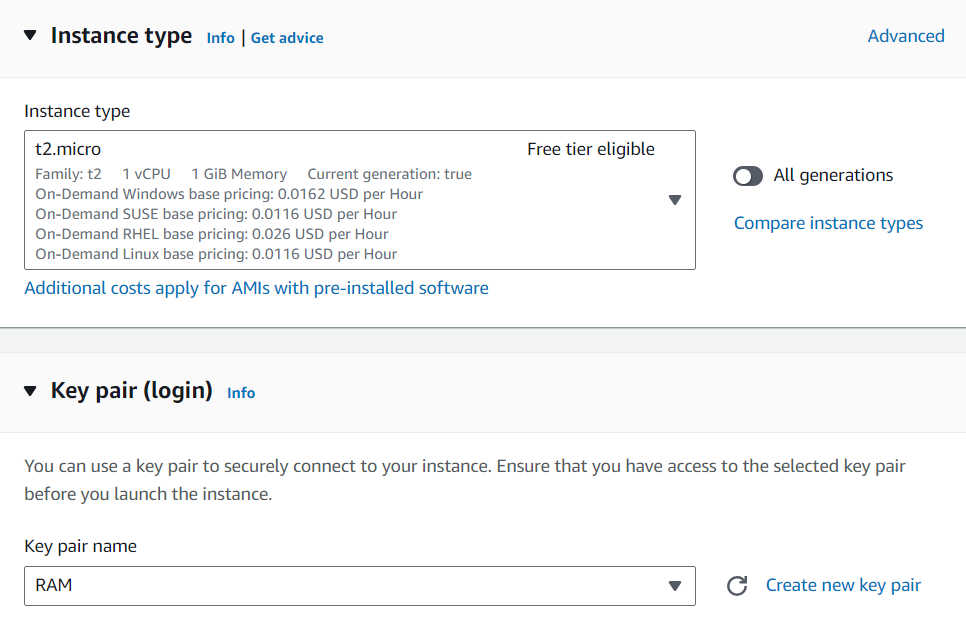 Instance type Info | Get advice Advanced
Instance type
t2.micro Free tier eligible
Family: t2 1 vCPU 1 GiB Memory Current generation: true
On-Demand Windows base pricing: 0.0162 USD per Hour
On-Demand SUSE base pricing: 0.0116 USD per Hour
On-Demand RHEL base pricing: 0.026 USD per Hour
On-Demand Linux base pricing: 0.0116 USD per Hour
All generations
Compare instance types
Additional costs apply for AMIs with pre-installed software
Key pair (login) Info
You can use a key pair to securely connect to your instance. Ensure that you have access to the selected key pair
before you launch the instance.
Key pair name
RAM
Create new key pair